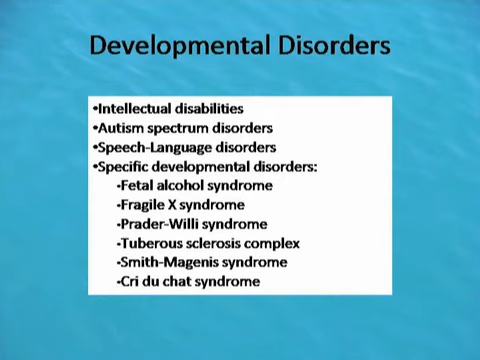 Developmental Disorders
•Intellectual disabilities
•Autism spectrum disorders
•Speech-Language disorders
•Specific developmental disorders:
-Fetal alcohol syndrome
-Fragile X syndrome
-Prader-Willi syndrome
-Tuberous sclerosis complex
-Smith-Magenis syndrome
-Cri du chat syndrome